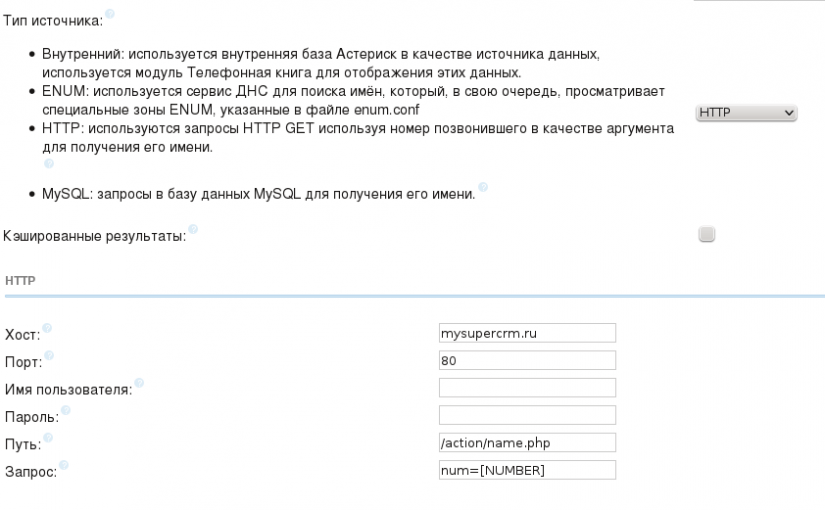 Тип источника:
• Внутренний: используется внутренняя база Астериск в качестве источника данных,
используется модуль Телефонная книга для отображения этих данных.
• ENUM: используется сервис ДНС для поиска имён, который, в свою очередь, просматривает
специальные зоны ENUM, указанные в файле enum.conf
• HTTP: используются запросы HTTP GET используя номер позвонившего в качестве аргумента
для получения его имени.
HTTP
• MySQL: запросы в базу данных MySQL для получения его имени.
Кэшированные результаты:
HTTP
Хост: mysupercrm.ru
Порт: 80
Имя пользователя:
Пароль:
Путь: /action/name.php
Запрос: num=[NUMBER]